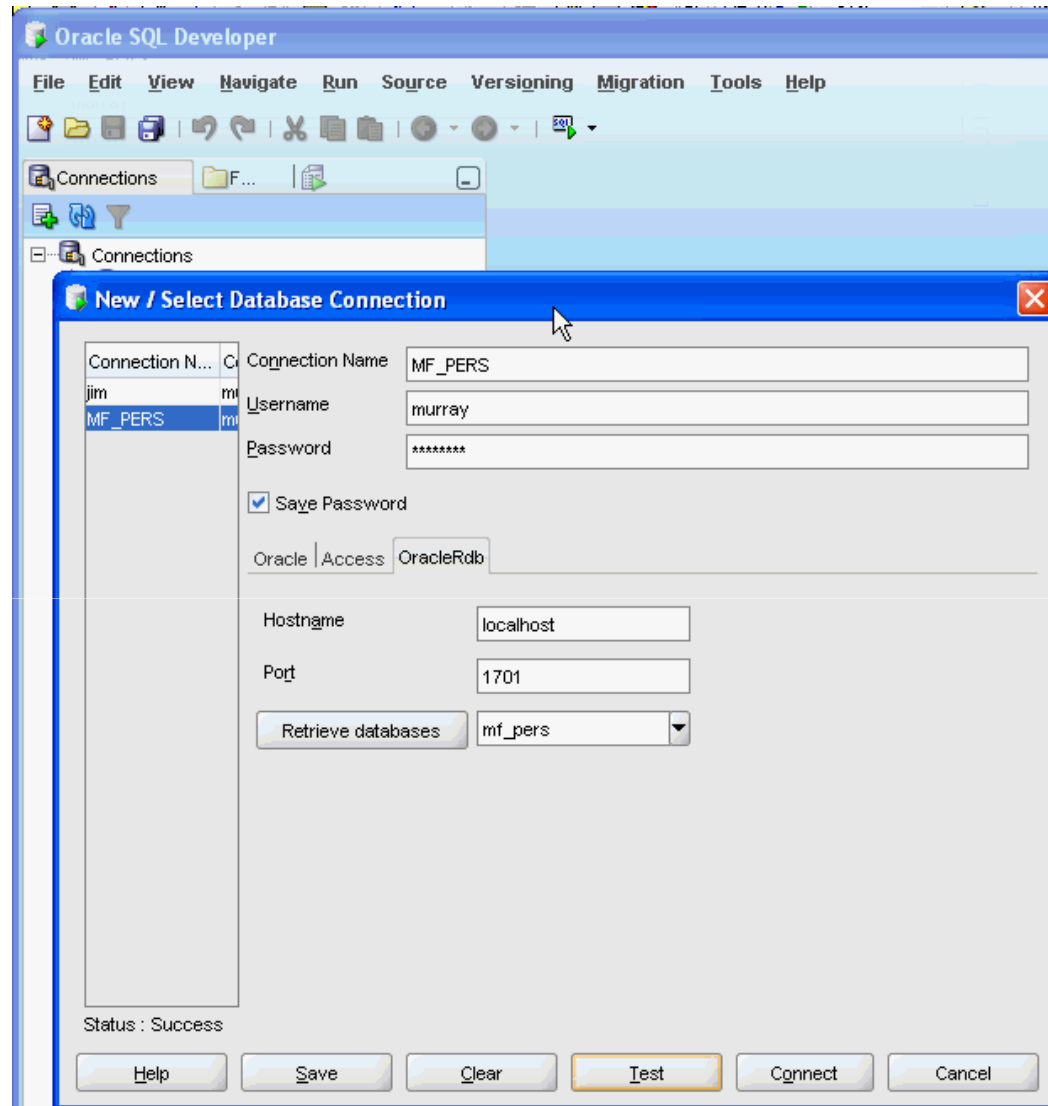 Oracle SQL Developer
File Edit View Navigate Run Source Versioning Migration Tools Help
Connections F...
Connections
New / Select Database Connection
Connection N...
jim
MF_PERS
Connection Name MF_PERS
Username murray
Password ********
Save Password
Oracle Access OracleRdb
Hostname localhost
Port 1701
Retrieve databases mf_pers
Status : Success
Help Save Clear Test Connect Cancel